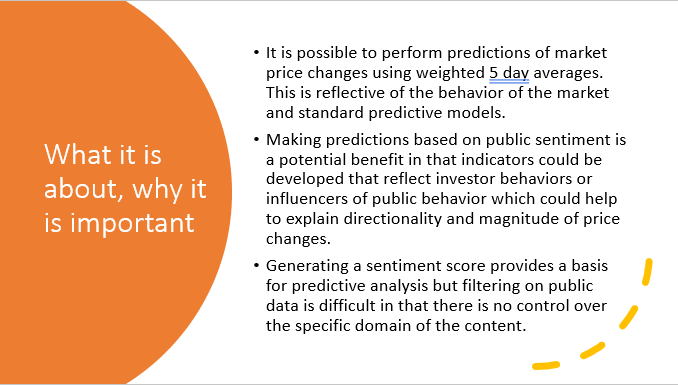 What it is
about, why it
is important
• It is possible to perform predictions of market
price changes using weighted 5 day averages.
This is reflective of the behavior of the market
and standard predictive models.
• Making predictions based on public sentiment is
a potential benefit in that indicators could be
developed that reflect investor behaviors or
influencers of public behavior which could help
to explain directionality and magnitude of price
changes.
• Generating a sentiment score provides a basis
for predictive analysis but filtering on public
data is difficult in that there is no control over
the specific domain of the content.